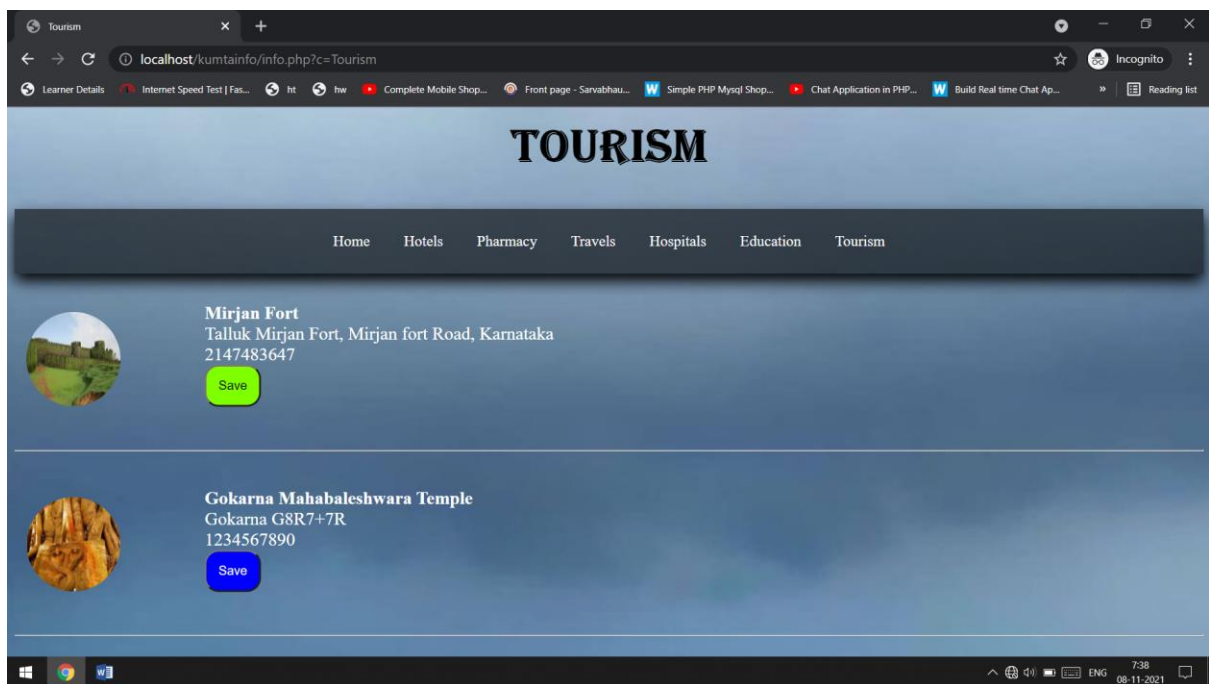 Tourism
localhost/kumtainfo/info.php?c=Tourism
Incognito
Learner Details Internet Speed Test | Fas... ht hw Complete Mobile Shop... Front page - Sarvabhau... Simple PHP Mysql Shop... Chat Application in PHP... Build Real time Chat Ap... » Reading list
TOURISM
Home Hotels Pharmacy Travels Hospitals Education Tourism
Mirjan Fort
Talluk Mirjan Fort, Mirjan fort Road, Karnataka
2147483647
Save
Gokarna Mahabaleshwara Temple
Gokarna G8R7+7R
1234567890
Save
ENG
7:38
08-11-2021